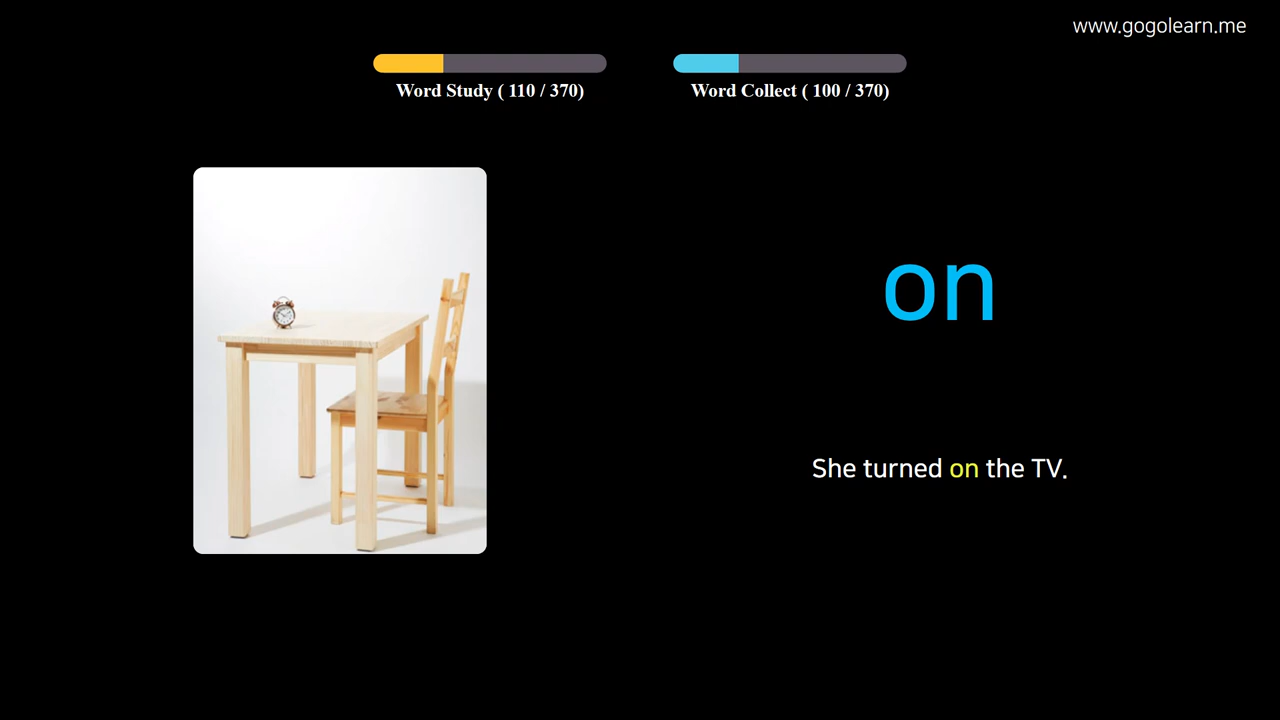 www.gogolearn.me
Word Study ( 110 / 370)
Word Collect ( 100 / 370)
on
She turned on the TV.